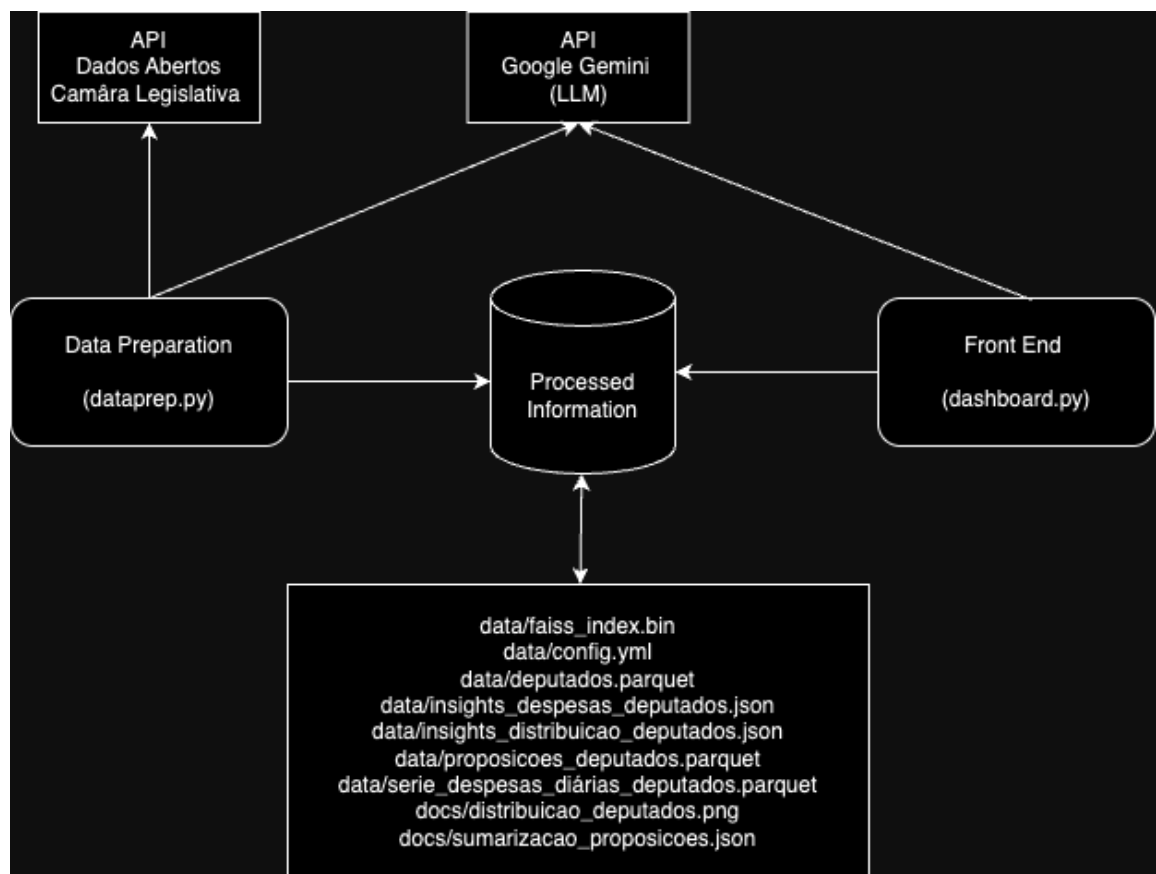 API
Dados Abertos
Camâra Legislativa
API
Google Gemini
(LLM)
Data Preparation
(dataprep.py)
Processed
Information
Front End
(dashboard.py)
data/faiss_index.bin
data/config.yml
data/deputados.parquet
data/insights_despesas_deputados.json
data/insights_distribuicao_deputados.json
data/proposicoes_deputados.parquet
data/serie_despesas_diárias_deputados.parquet
docs/distribuicao_deputados.png
docs/sumarizacao_proposicoes.json